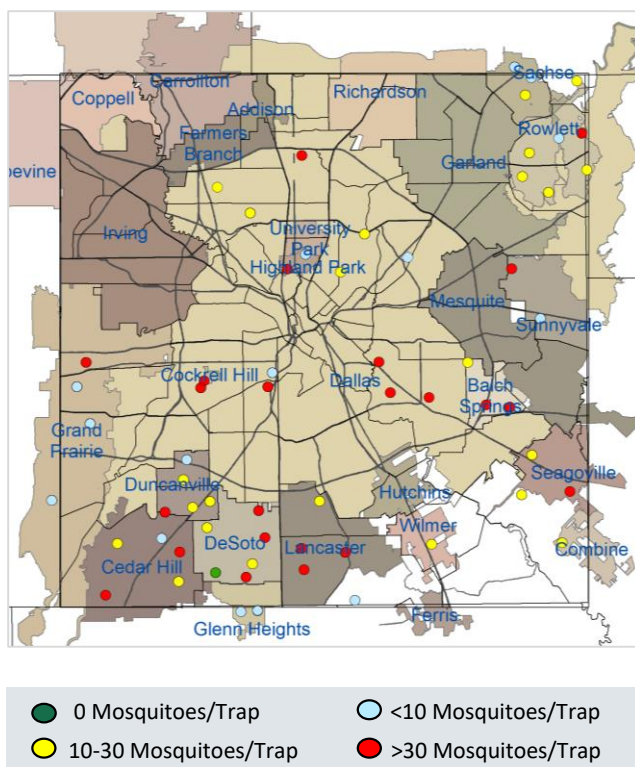 Sachse
Carrollton
Coppell
Richardson
Addison
Rowlett
Farmers
Branch
Garland
pevine
University
Park
Irving
Highland Park
Mesquite
Sunnyvale
Cockrell Hill
Dallas
Balch
Springs
Grand
Prairie
Seagoville
Duncanville
Hutchins
Wilmer
DeSoto
Lancaster
Combine
Cedar Hill
Ferris
Glenn Heights
0 Mosquitoes/Trap
<10 Mosquitoes/Trap
10-30 Mosquitoes/Trap
>30 Mosquitoes/Trap